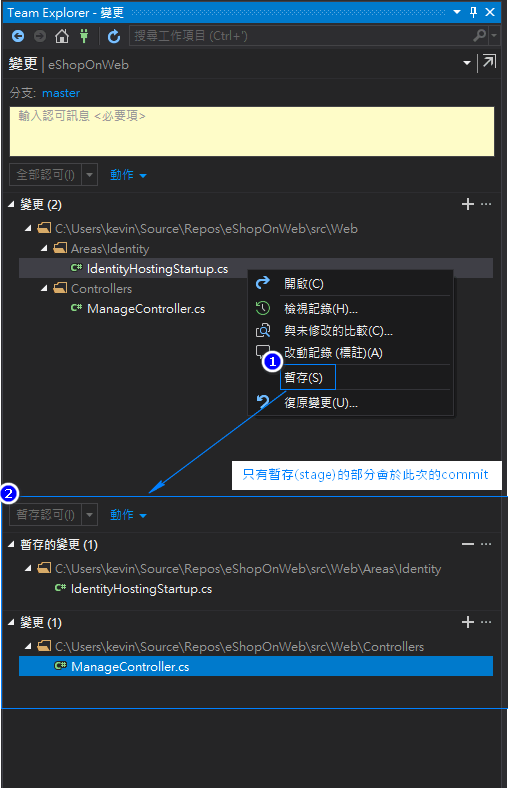 Team Explorer - 變更
搜尋工作項目 (Ctrl+')
變更 | eShopOnWeb
分支: master
輸入認可訊息 <必要項>
全部認可(I) 動作
變更 (2)
C:\Users\kevin\Source\Repos\eShopOnWeb\src\Web
Areas\Identity
C# IdentityHostingStartup.cs
Controllers
C# ManageController.cs
開啟(O)
檢視記錄(H)...
與未修改的比較(C)...
改動記錄 (標註)(A)
1
暫存(S)
復原變更(U)...
只有暫存(stage)的部分會於此次的commit
2
暫存認可(I) 動作
暫存的變更 (1)
C:\Users\kevin\Source\Repos\eShopOnWeb\src\Web\Areas\Identity
C# IdentityHostingStartup.cs
變更 (1)
C:\Users\kevin\Source\Repos\eShopOnWeb\src\Web\Controllers
C# ManageController.cs